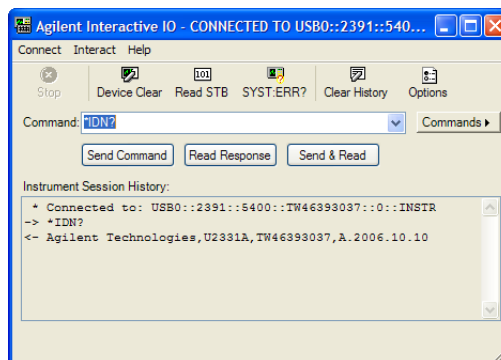 Agilent Interactive IO - CONNECTED TO USB0::2391::5400...
Connect Interact Help
Stop Device Clear Read STB SYST:ERR? Clear History Options
Command: *IDN? Commands
Send Command Read Response Send & Read
Instrument Session History:
* Connected to: USB0::2391::5400::TW46393037::0::INSTR
-> *IDN?
<- Agilent Technologies,U2331A,TW46393037,A.2006.10.10